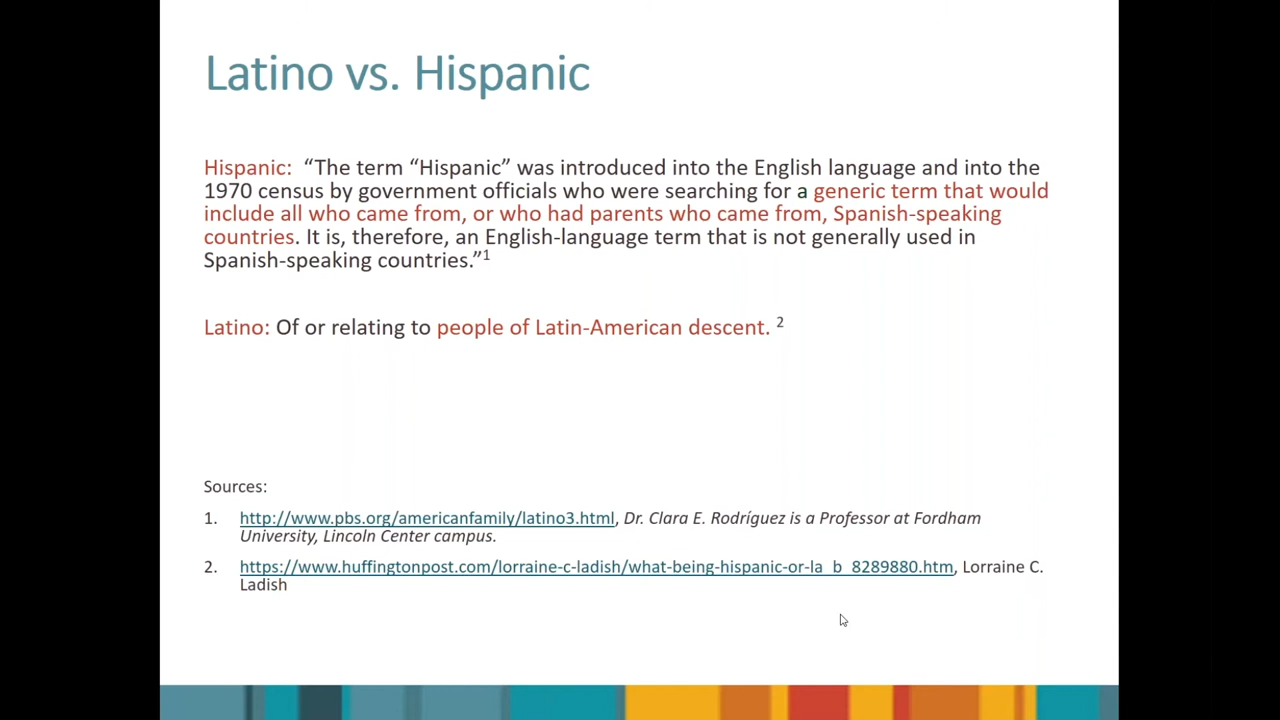 Latino vs. Hispanic
Hispanic:  “The term “Hispanic” was introduced into the English language and into the
1970 census by government officials who were searching for a generic term that would
include all who came from, or who had parents who came from, Spanish-speaking
countries. It is, therefore, an English-language term that is not generally used in
Spanish-speaking countries.”1
Latino: Of or relating to people of Latin-American descent. 2
Sources:
1. http://www.pbs.org/americanfamily/latino3.html, Dr. Clara E. Rodríguez is a Professor at Fordham
University, Lincoln Center campus.
2. https://www.huffingtonpost.com/lorraine-c-ladish/what-being-hispanic-or-la_b_8289880.htm, Lorraine C.
Ladish